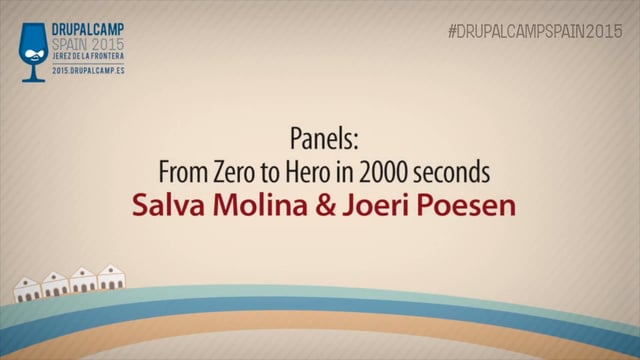 DRUPALCAMP
SPAIN 2015
JEREZ DE LA FRONTERA
2015.DRUPALCAMP.ES
#DRUPALCAMPSPAIN2015
Panels:
From Zero to Hero in 2000 seconds
Salva Molina & Joeri Poesen